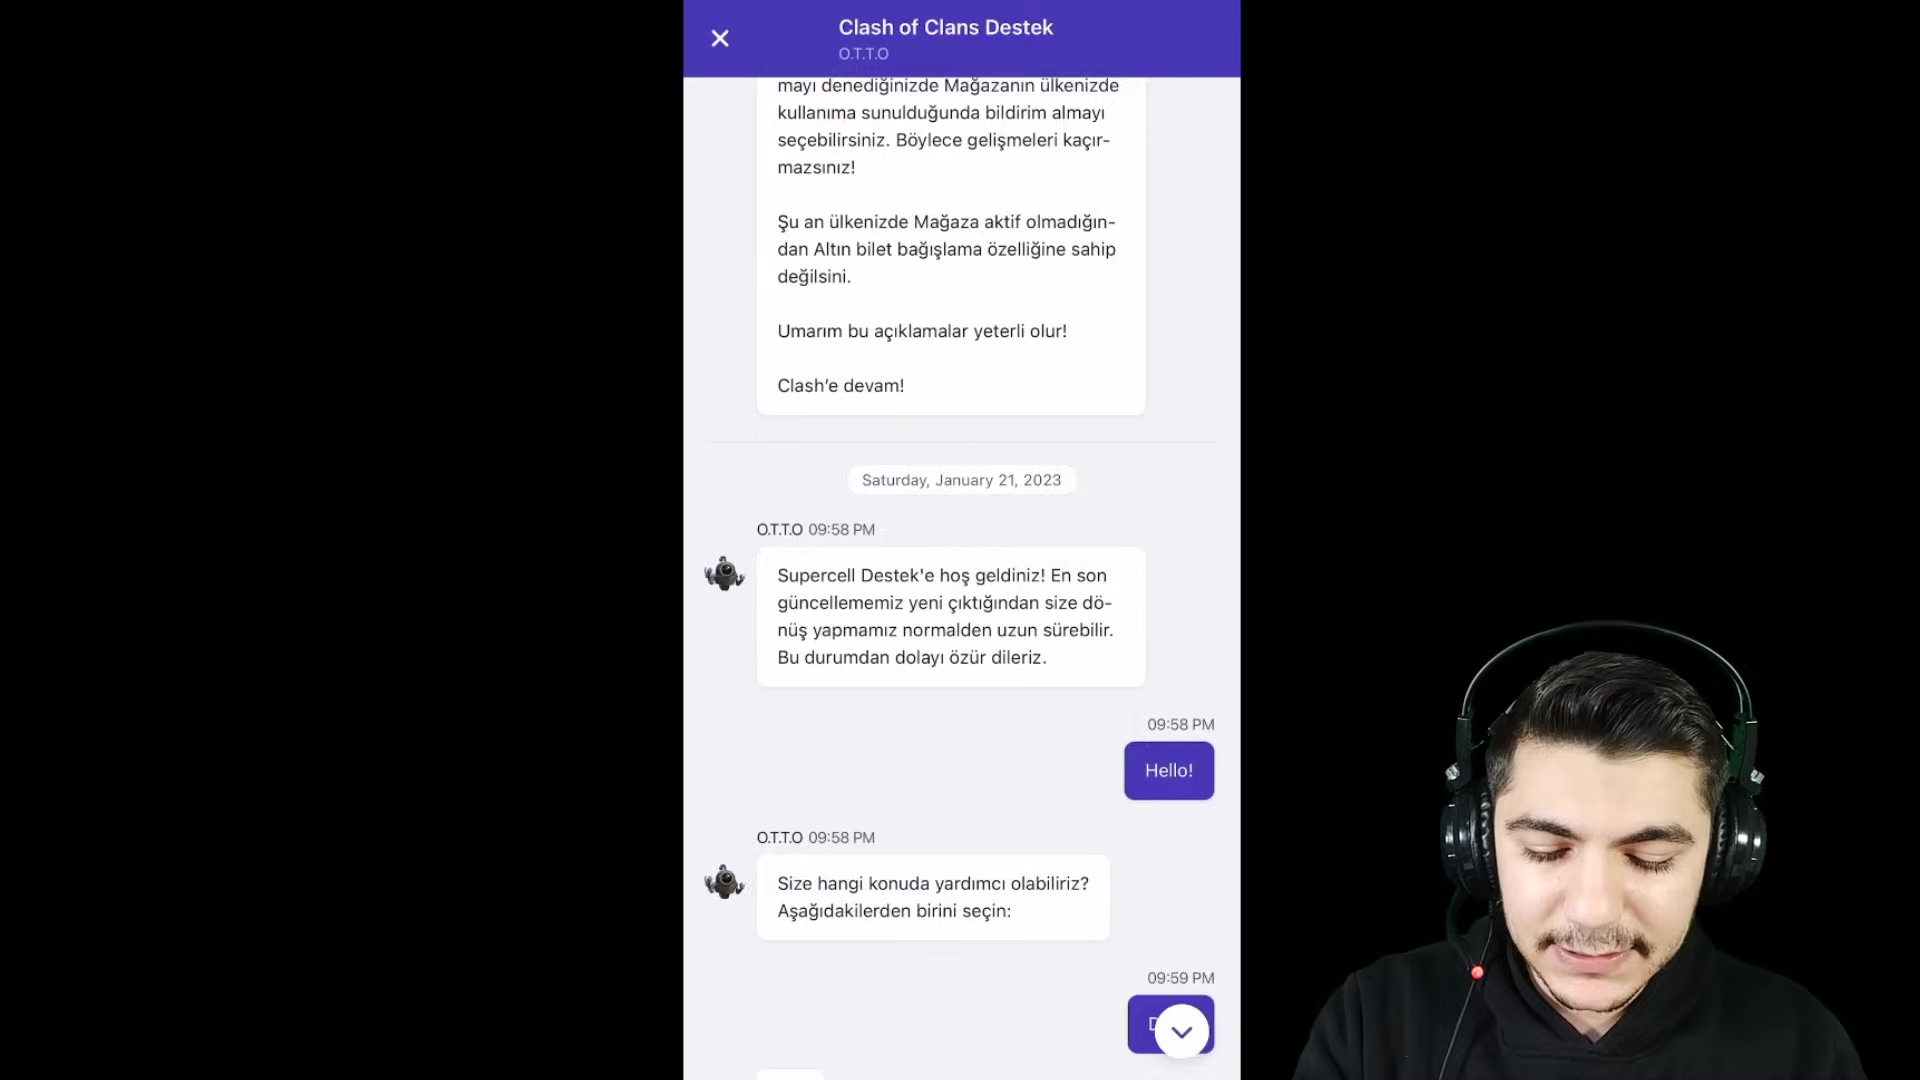 Clash of Clans Destek
O.T.T.O
mayı denediğinizde Mağazanın ülkenizde
kullanıma sunulduğunda bildirim almayı
seçebilirsiniz. Böylece gelişmeleri kaçır-
mazsınız!
Şu an ülkenizde Mağaza aktif olmadığın-
dan Altın bilet bağışlama özelliğine sahip
değilsini.
Umarım bu açıklamalar yeterli olur!
Clash’e devam!
Saturday, January 21, 2023
O.T.T.O 09:58 PM
Supercell Destek'e hoş geldiniz! En son
güncellememiz yeni çıktığından size dö-
nüş yapmamız normalden uzun sürebilir.
Bu durumdan dolayı özür dileriz.
09:58 PM
Hello!
O.T.T.O 09:58 PM
Size hangi konuda yardımcı olabiliriz?
Aşağıdakilerden birini seçin:
09:59 PM